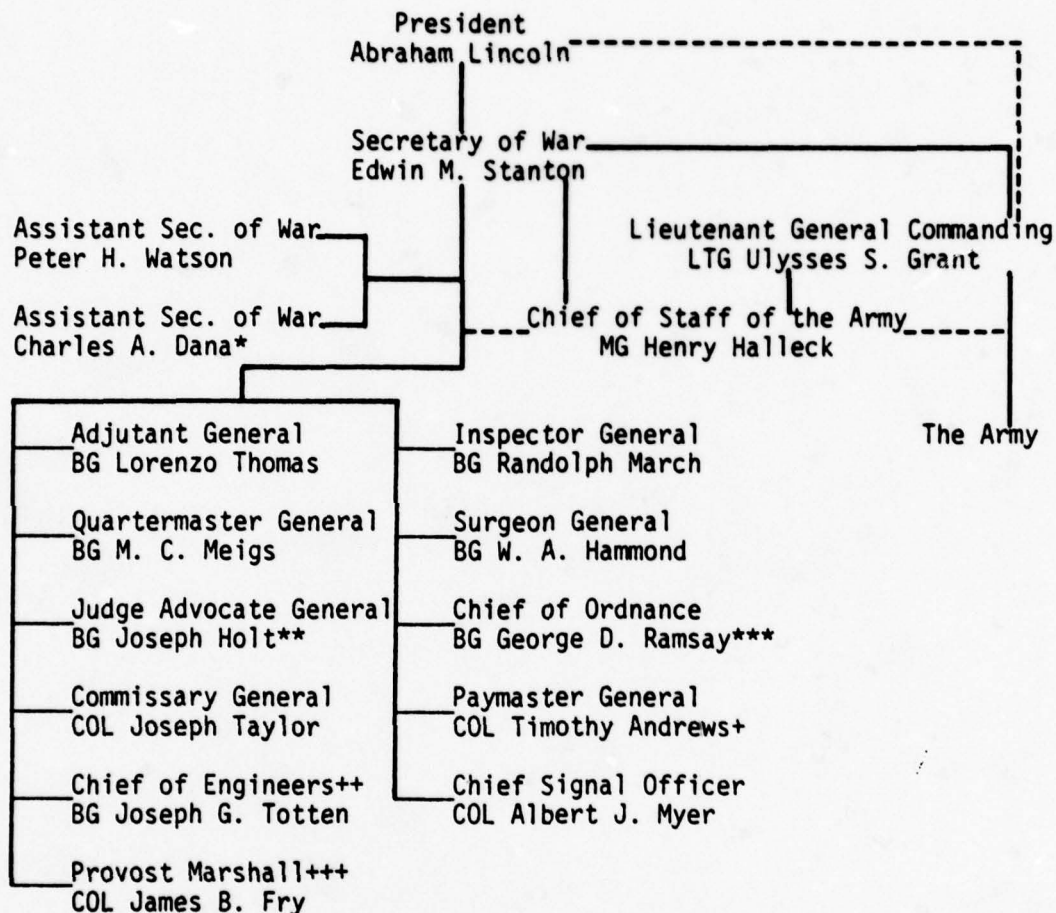 President
Abraham Lincoln
Secretary of War
Edwin M. Stanton
Assistant Sec. of War
Peter H. Watson
Lieutenant General Commanding
LTG Ulysses S. Grant
Assistant Sec. of War
Charles A. Dana*
Chief of Staff of the Army
MG Henry Halleck
The Army
Adjutant General
BG Lorenzo Thomas
Inspector General
BG Randolph March
Quartermaster General
BG M. C. Meigs
Surgeon General
BG W. A. Hammond
Judge Advocate General
BG Joseph Holt**
Chief of Ordnance
BG George D. Ramsay***
Commissary General
COL Joseph Taylor
Paymaster General
COL Timothy Andrews+
Chief of Engineers++
BG Joseph G. Totten
Chief Signal Officer
COL Albert J. Myer
Provost Marshall+++
COL James B. Fry